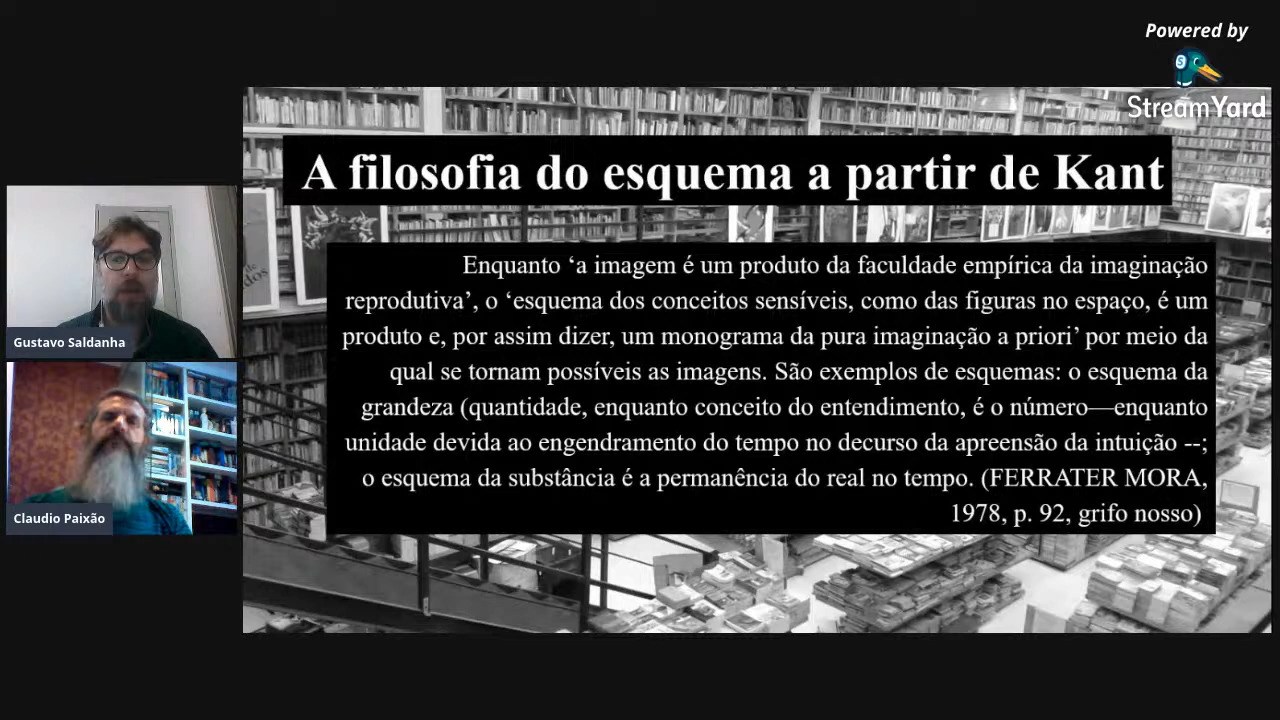 Powered by
StreamYard
A filosofia do esquema a partir de Kant
Enquanto ‘a imagem é um produto da faculdade empírica da imaginação
reprodutiva’, o ‘esquema dos conceitos sensíveis, como das figuras no espaço, é um
produto e, por assim dizer, um monograma da pura imaginação a priori’ por meio da
qual se tornam possíveis as imagens. São exemplos de esquemas: o esquema da
grandeza (quantidade, enquanto conceito do entendimento, é o número—enquanto
unidade devida ao engendramento do tempo no decurso da apreensão da intuição --;
o esquema da substância é a permanência do real no tempo. (FERRATER MORA,
1978, p. 92, grifo nosso)
Gustavo Saldanha
Claudio Paixão